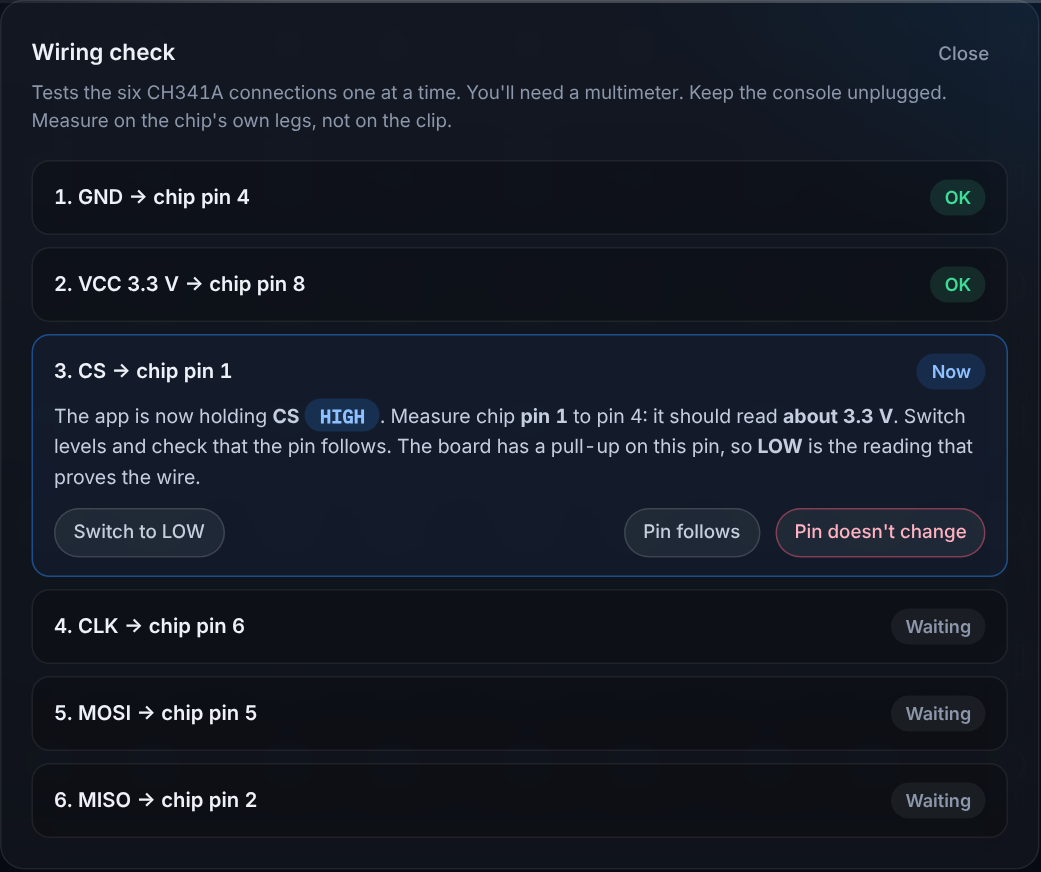 Wiring check
Close
Tests the six CH341A connections one at a time. You'll need a multimeter. Keep the console unplugged.
Measure on the chip's own legs, not on the clip.
1. GND → chip pin 4
OK
2. VCC 3.3 V → chip pin 8
OK
3. CS → chip pin 1
Now
The app is now holding CS HIGH. Measure chip pin 1 to pin 4: it should read about 3.3 V. Switch
levels and check that the pin follows. The board has a pull-up on this pin, so LOW is the reading that
proves the wire.
Switch to LOW
Pin follows
Pin doesn't change
4. CLK → chip pin 6
Waiting
5. MOSI → chip pin 5
Waiting
6. MISO → chip pin 2
Waiting